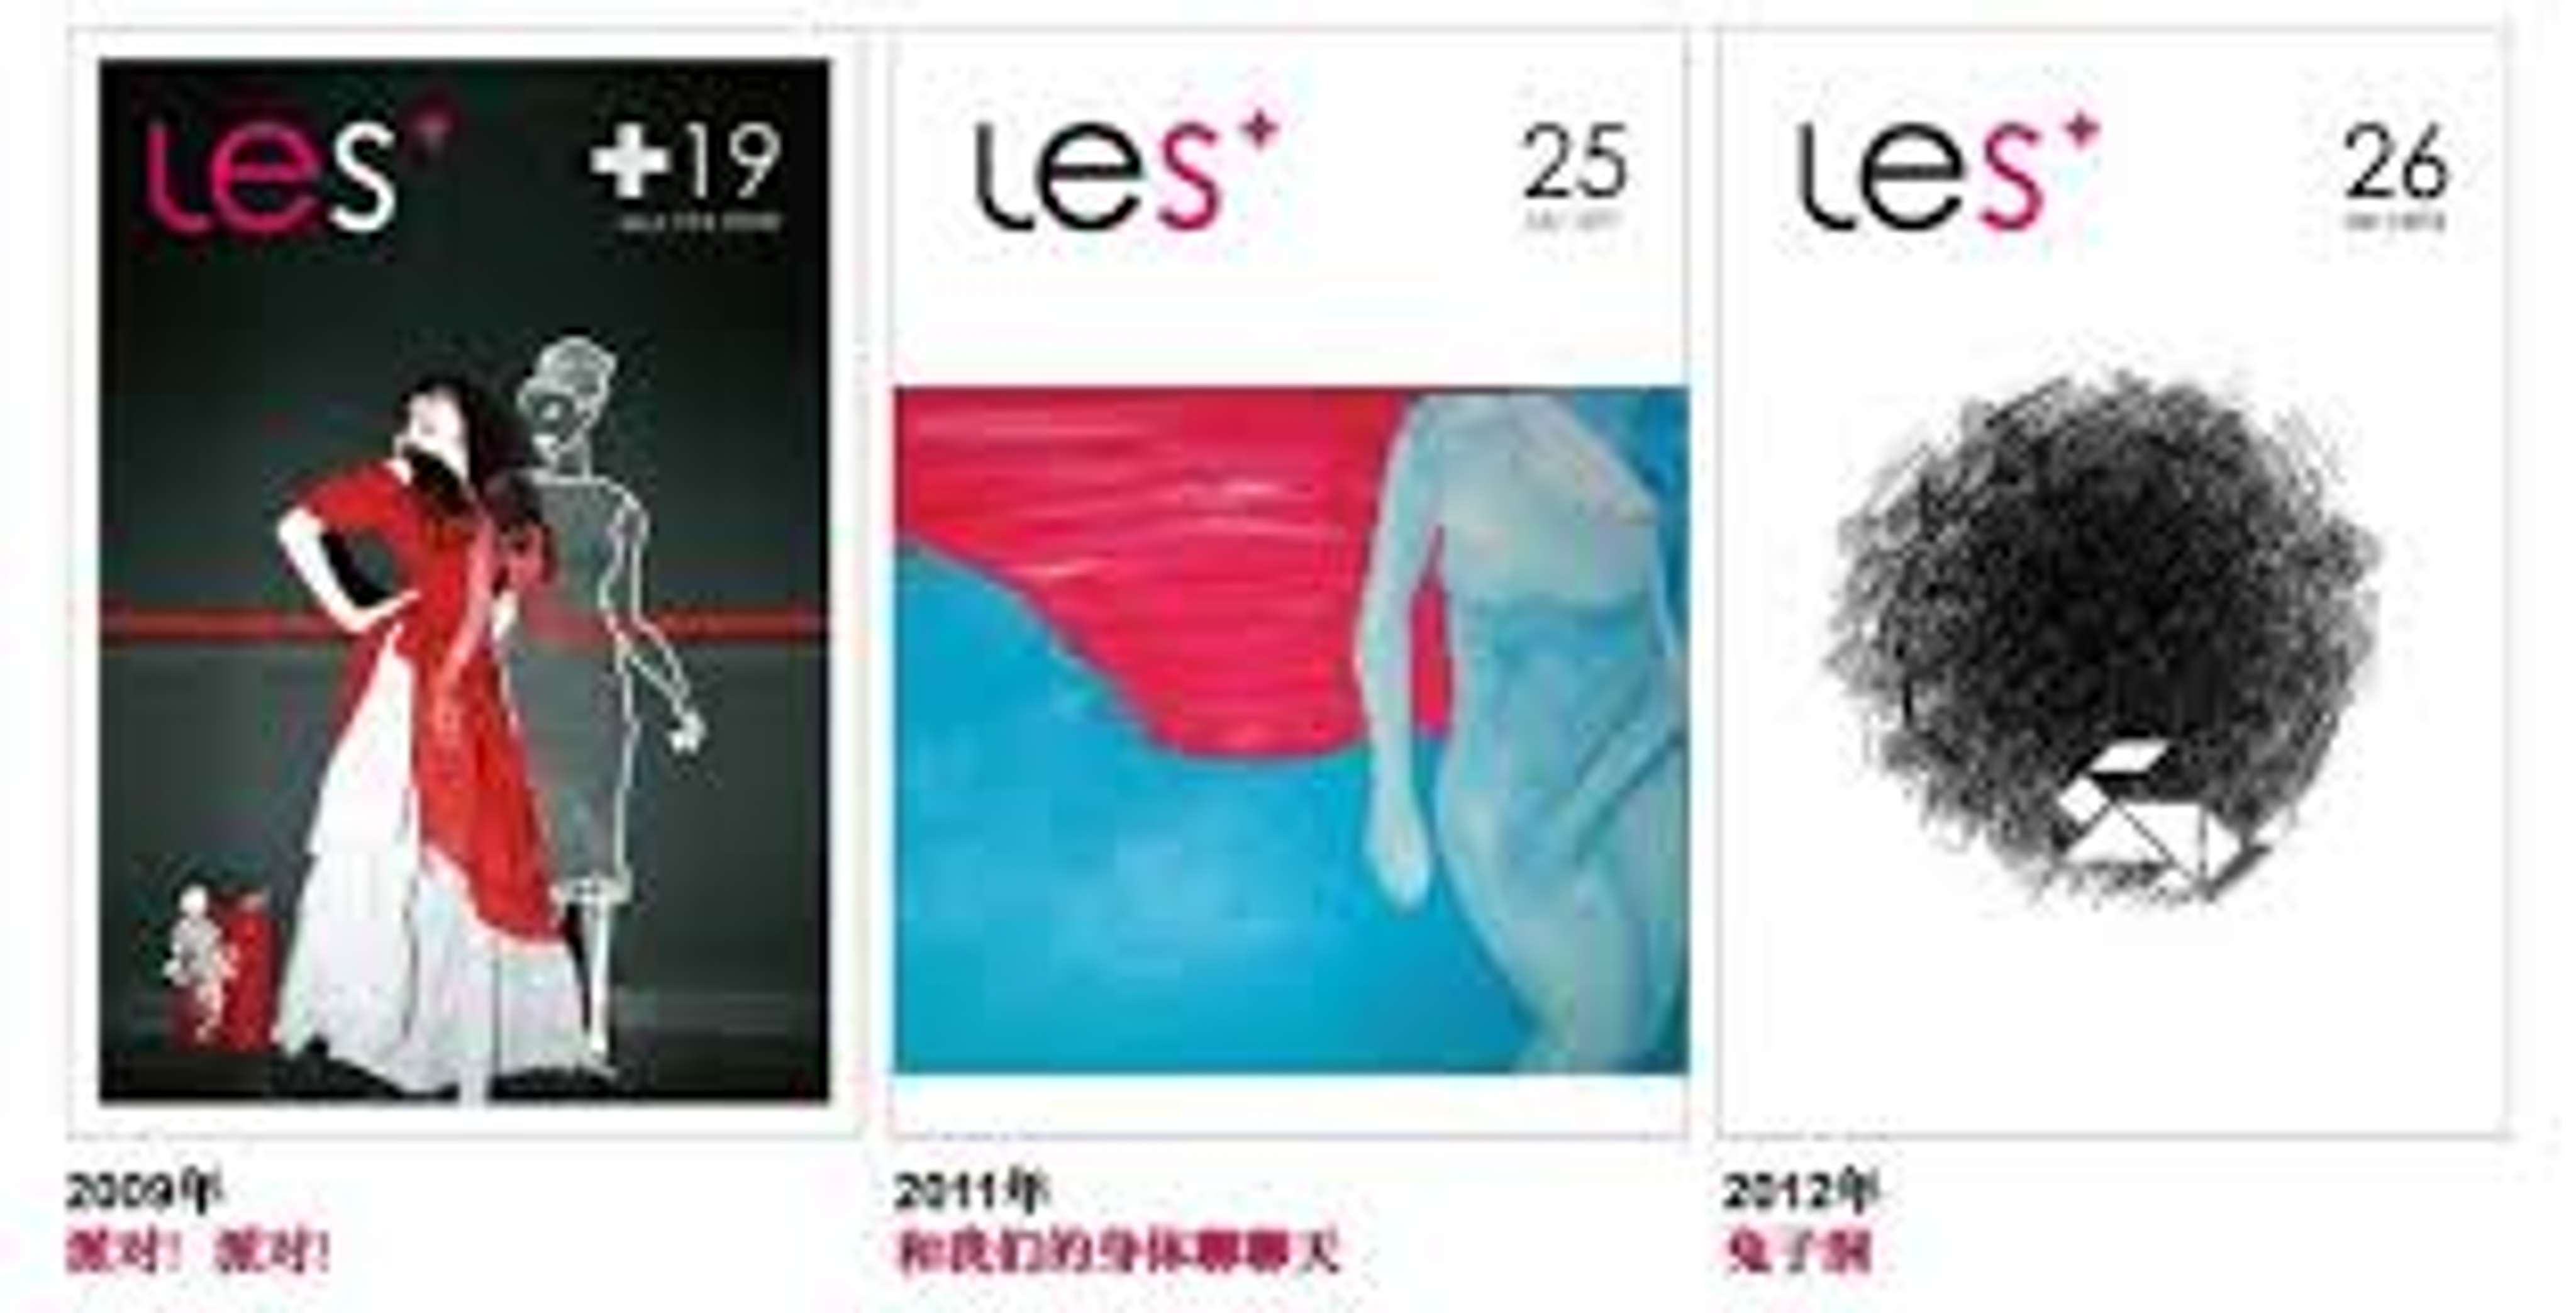 les+
+19
les+
25
les+
26
2009年
派对！派对！
2011年
和我们的身体聊聊天
2012年
兔子洞